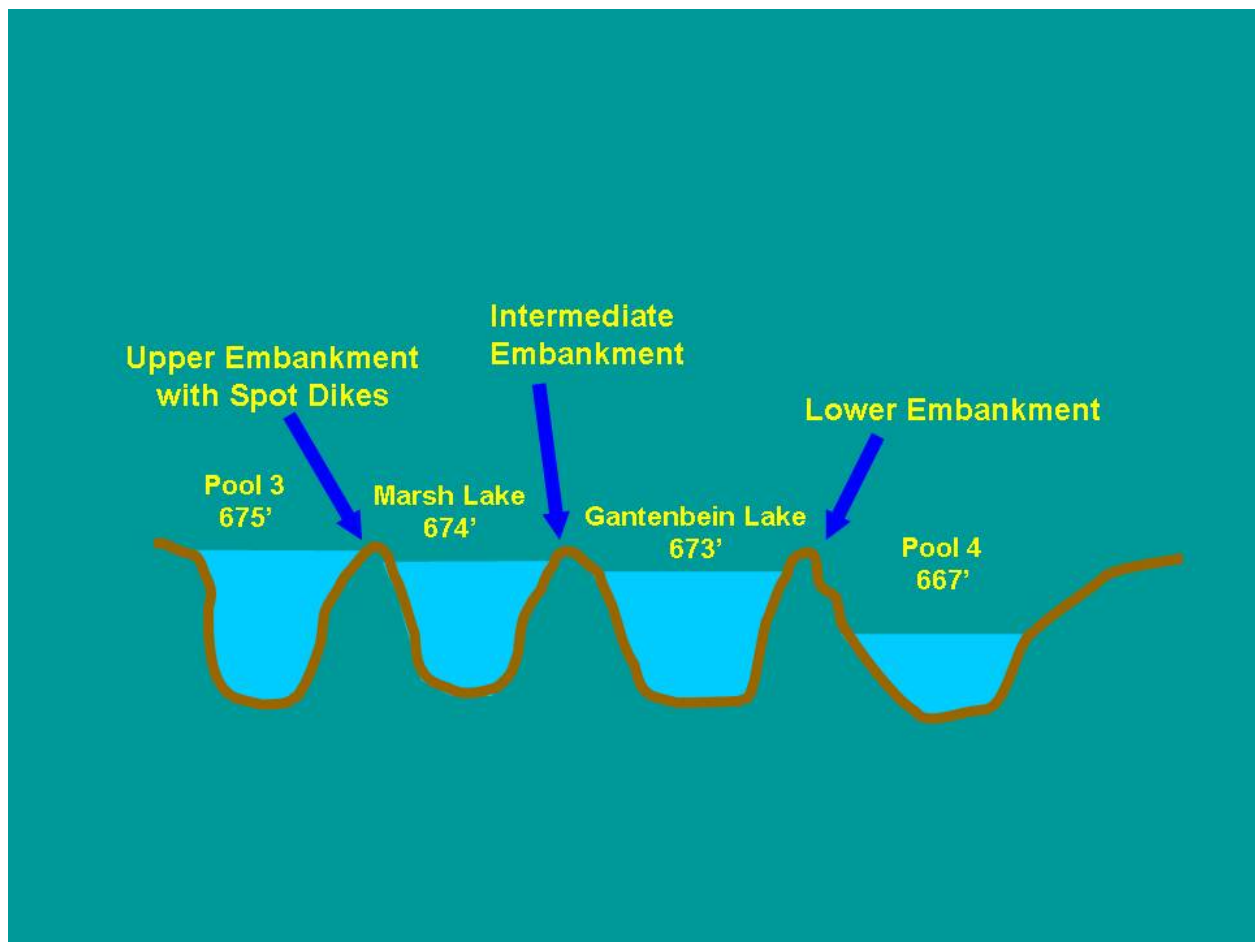 Intermediate
Embankment
Upper Embankment
with Spot Dikes
Lower Embankment
Pool 3
675’
Marsh Lake
674’
Gantenbein Lake
673’
Pool 4
667’